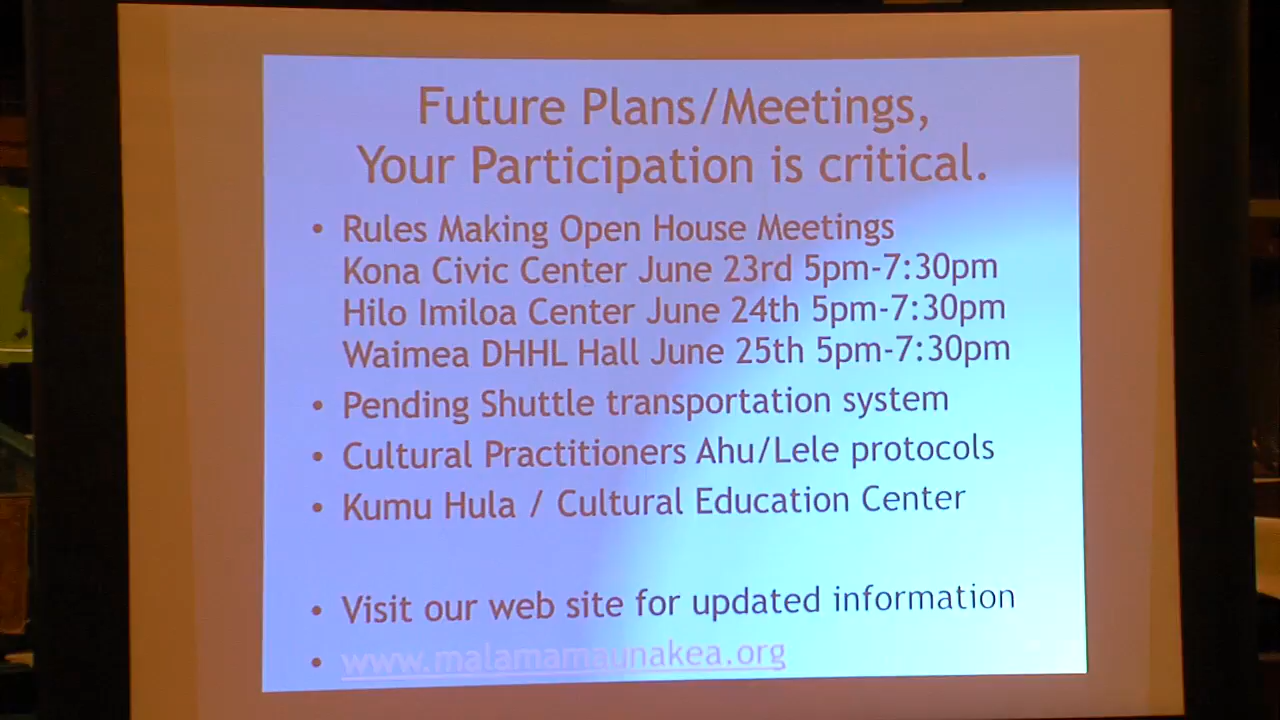 Future Plans/Meetings,
Your Participation is critical.
• Rules Making Open House Meetings
Kona Civic Center June 23rd 5pm-7:30pm
Hilo Imiloa Center June 24th 5pm-7:30pm
Waimea DHHL Hall June 25th 5pm-7:30pm
• Pending Shuttle transportation system
• Cultural Practitioners Ahu/Lele protocols
• Kumu Hula / Cultural Education Center
• Visit our web site for updated information
• www.malamamaunakea.org